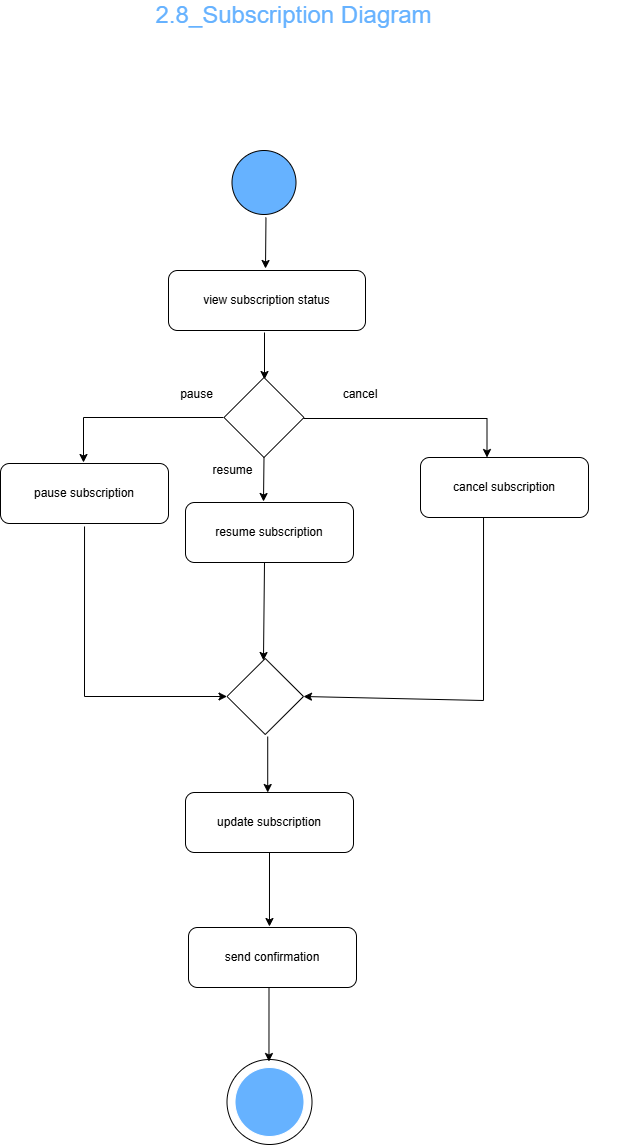 2.8_Subscription Diagram
view subscription status
pause
cancel
resume
pause subscription
cancel subscription
resume subscription
update subscription
send confirmation